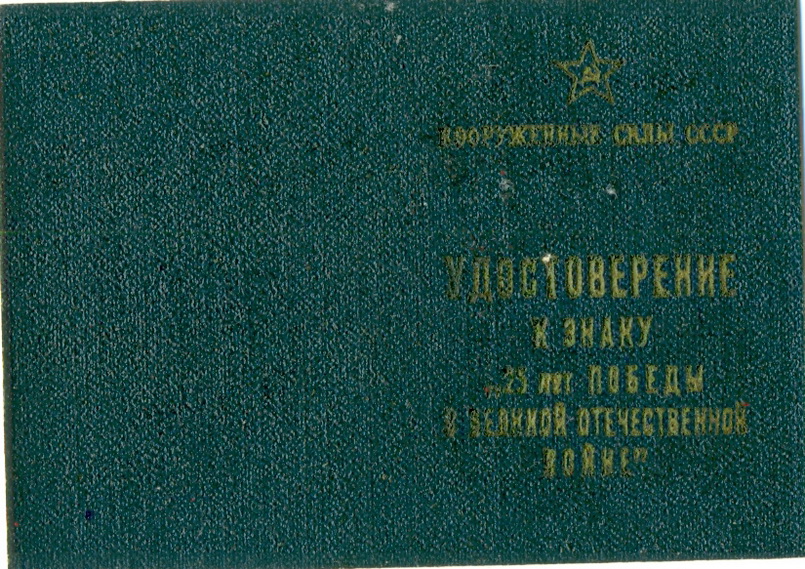 ВООРУЖЕННЫЕ СИЛЫ СССР
УДОСТОВЕРЕНИЕ
К ЗНАКУ
„25 лет ПОБЕДЫ
В ВЕЛИКОЙ ОТЕЧЕСТВЕННОЙ
ВОЙНЕ"